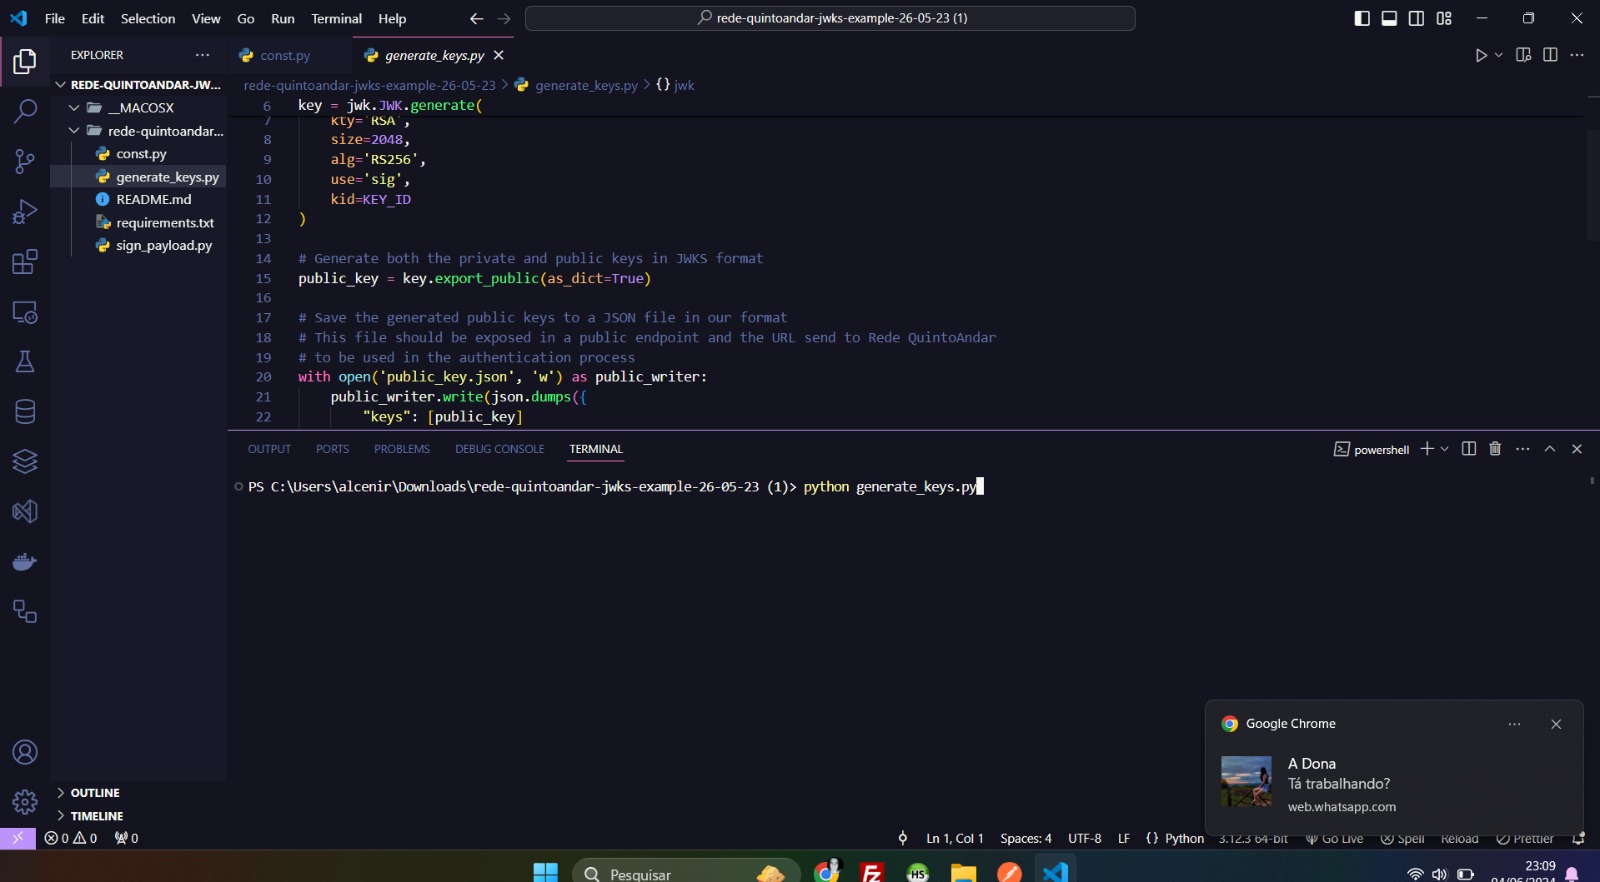 File Edit Selection View Go Run Terminal Help
rede-quintoandar-jwks-example-26-05-23 (1)
EXPLORER
REDE-QUINTOANDAR-JW...
__MACOSX
rede-quintoandar...
const.py
generate_keys.py
README.md
requirements.txt
sign_payload.py
OUTLINE
TIMELINE
const.py
generate_keys.py
rede-quintoandar-jwks-example-26-05-23 > generate_keys.py > {} jwk
6 key = jwk.JWK.generate(
7 kty='RSA',
8 size=2048,
9 alg='RS256',
10 use='sig',
11 kid=KEY_ID
12 )
13
14 # Generate both the private and public keys in JWKS format
15 public_key = key.export_public(as_dict=True)
16
17 # Save the generated public keys to a JSON file in our format
18 # This file should be exposed in a public endpoint and the URL send to Rede QuintoAndar
19 # to be used in the authentication process
20 with open('public_key.json', 'w') as public_writer:
21 public_writer.write(json.dumps({
22 "keys": [public_key]
OUTPUT PORTS PROBLEMS DEBUG CONSOLE TERMINAL
powershell
PS C:\Users\alcenir\Downloads\rede-quintoandar-jwks-example-26-05-23 (1)> python generate_keys.py
Google Chrome
A Dona
Tá trabalhando?
web.whatsapp.com
0 0 0
Ln 1, Col 1 Spaces: 4 UTF-8 LF {} Python 3.12.3 64-bit Go Live Spell Reload Prettier
Pesquisar
HS
23:09
04/06/2024